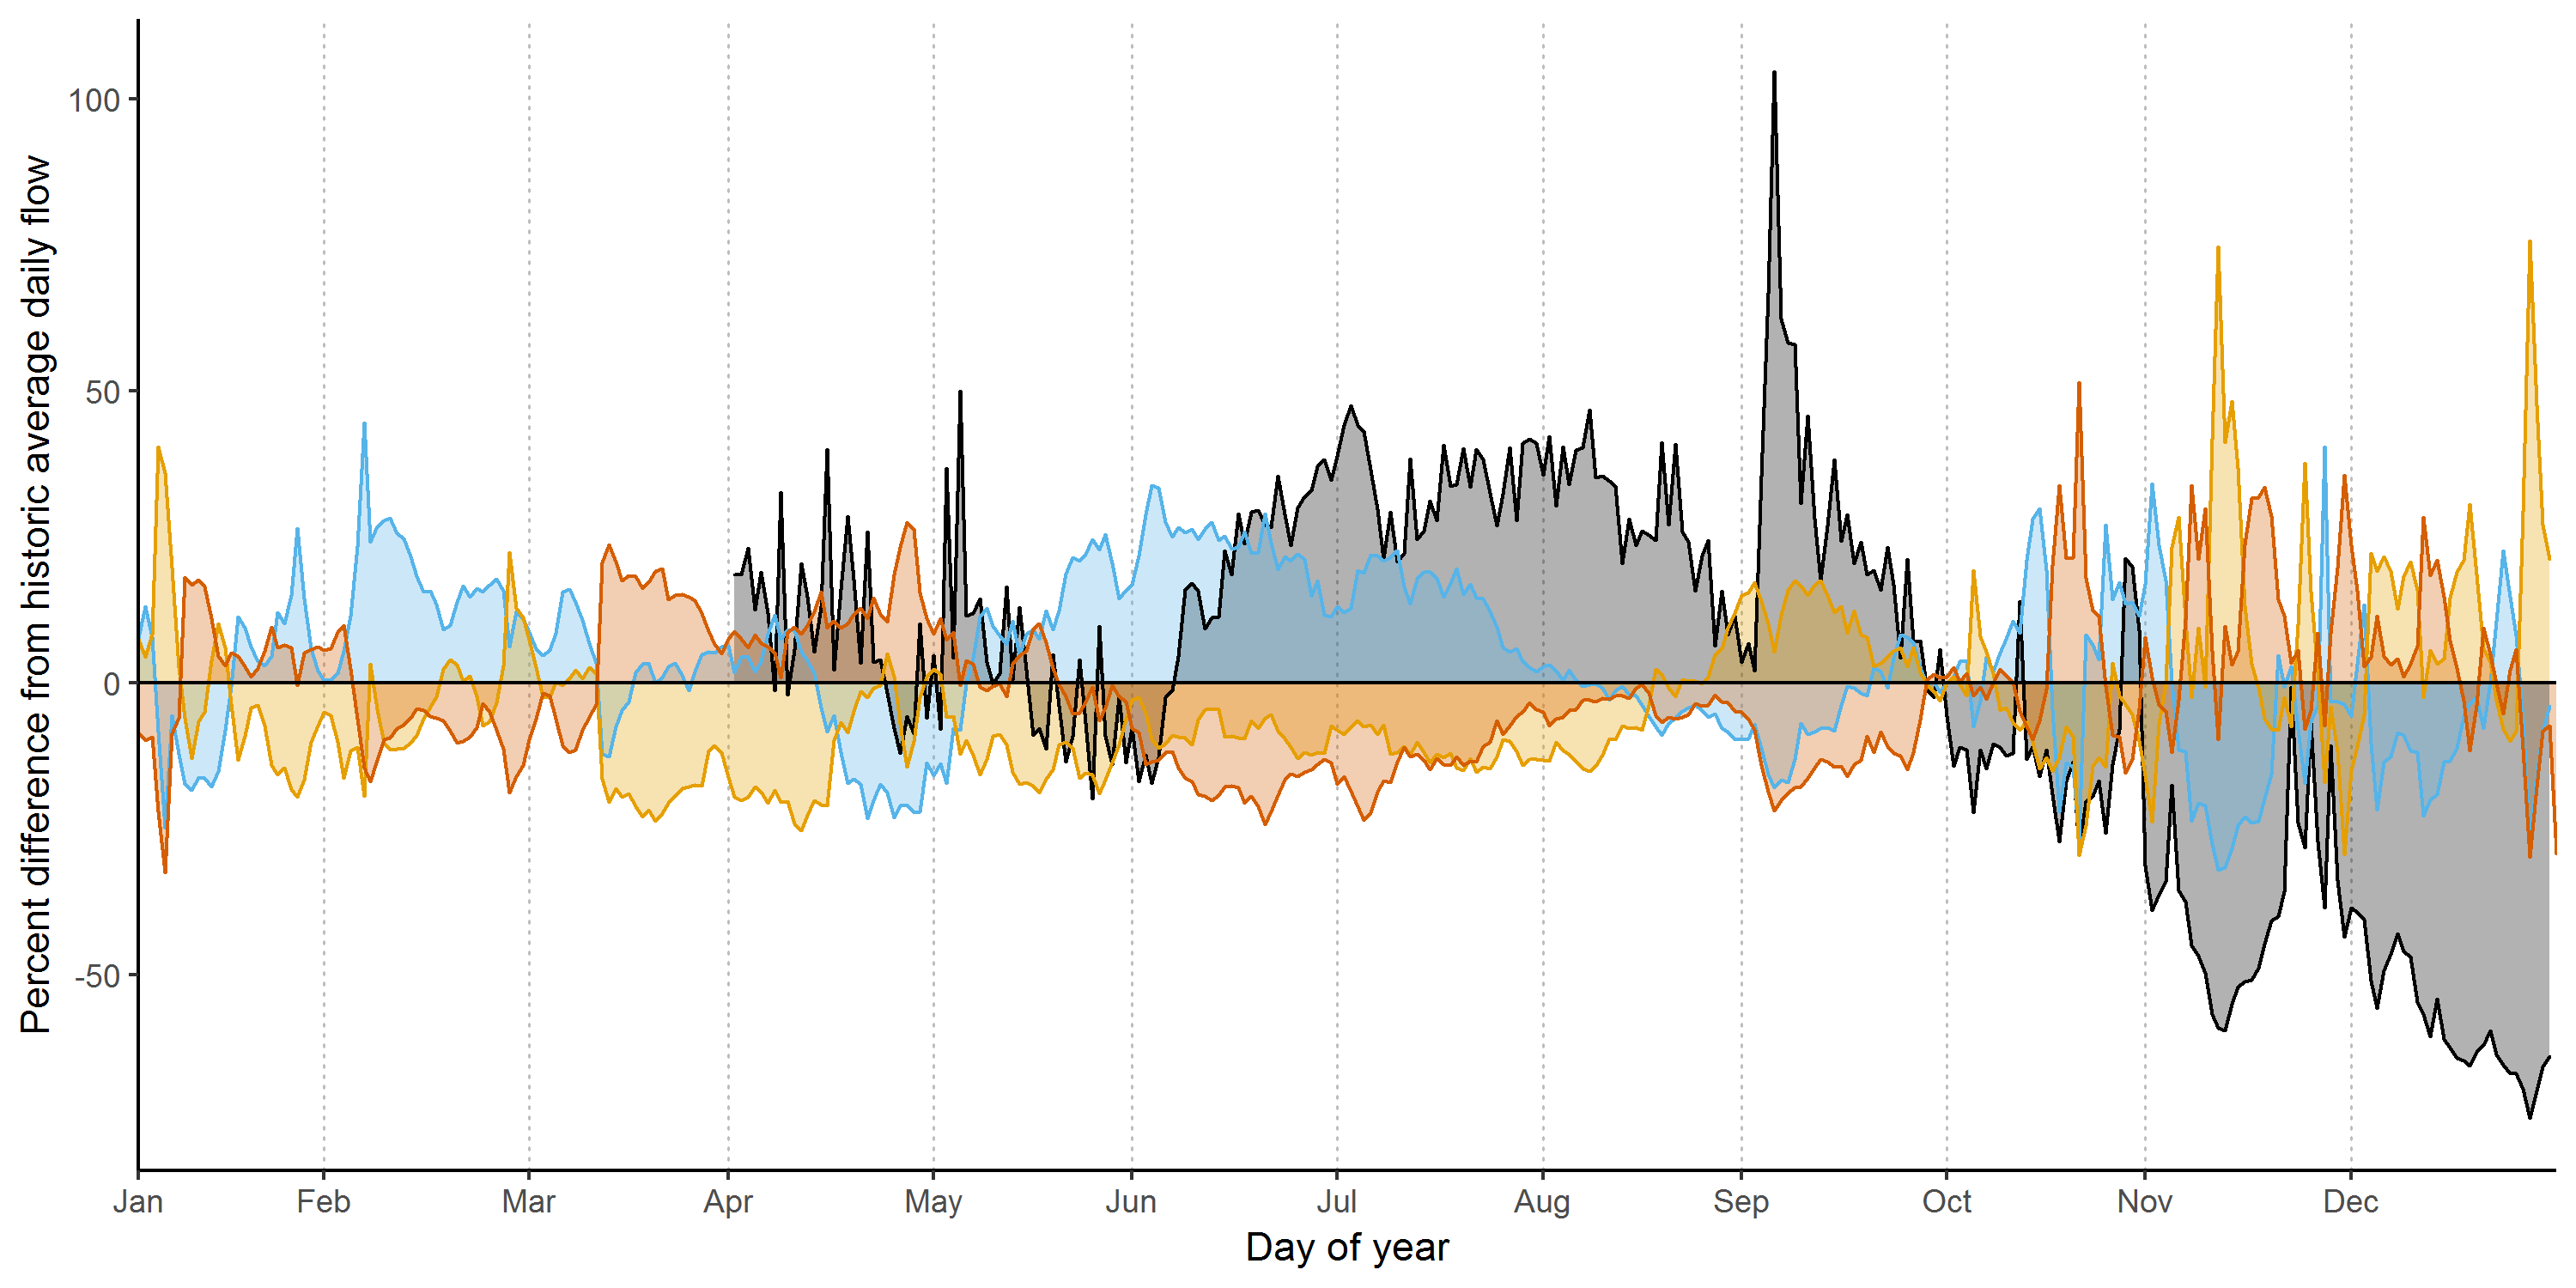 Percent difference from historic average daily flow
100
50
0
-50
Jan Feb Mar Apr May Jun Jul Aug Sep Oct Nov Dec
Day of year